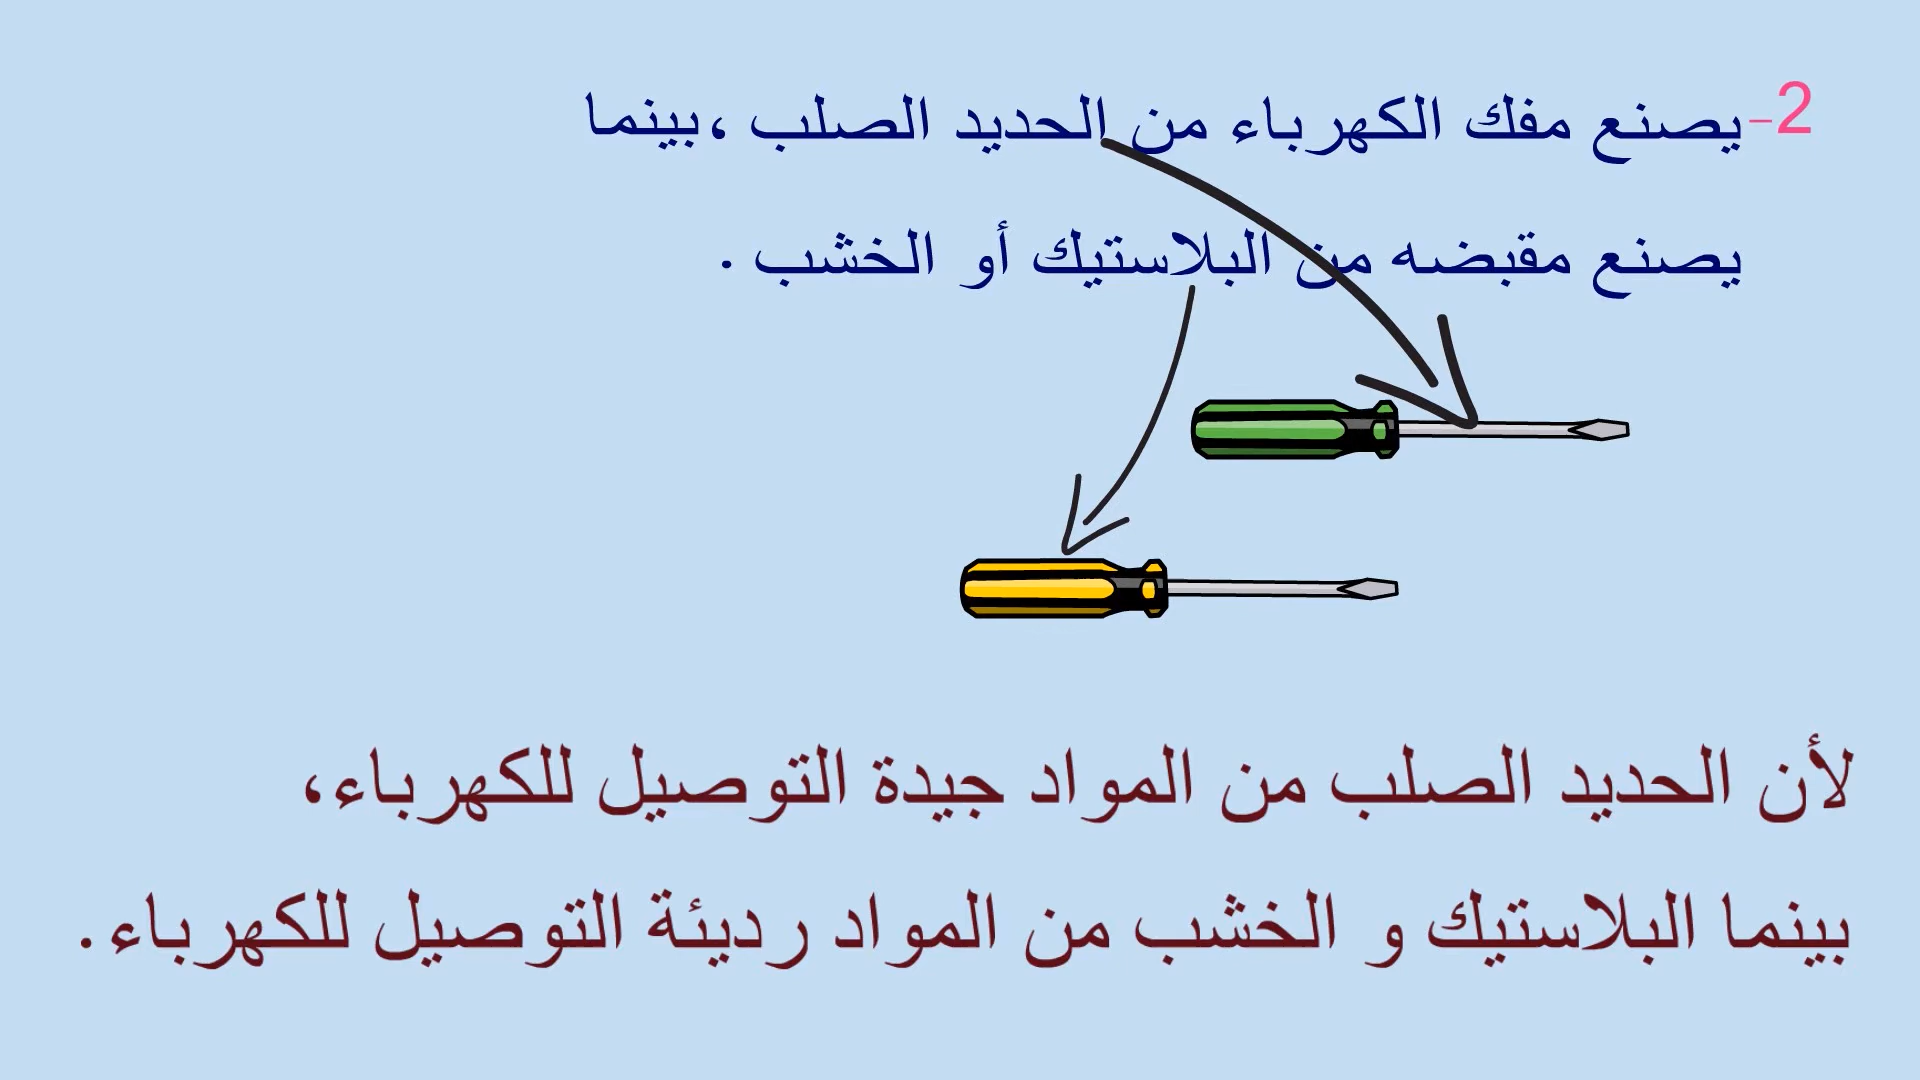 2- يصنع مفك الكهرباء من الحديد الصلب ، بينما
يصنع مقبضه من البلاستيك أو الخشب .
لأن الحديد الصلب من المواد جيدة التوصيل للكهرباء،
بينما البلاستيك و الخشب من المواد رديئة التوصيل للكهرباء.